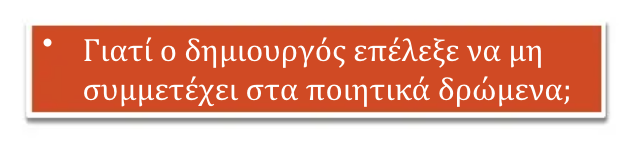 • Γιατί ο δημιουργός επέλεξε να μη
συμμετέχει στα ποιητικά δρώμενα;